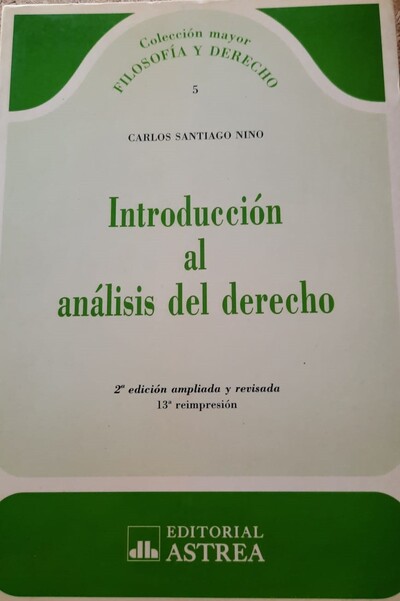 Colección mayor
FILOSOFÍA Y DERECHO
5
CARLOS SANTIAGO NINO
Introducción
al
análisis del derecho
2ª edición ampliada y revisada
13ª reimpresión
EDITORIAL
ASTREA